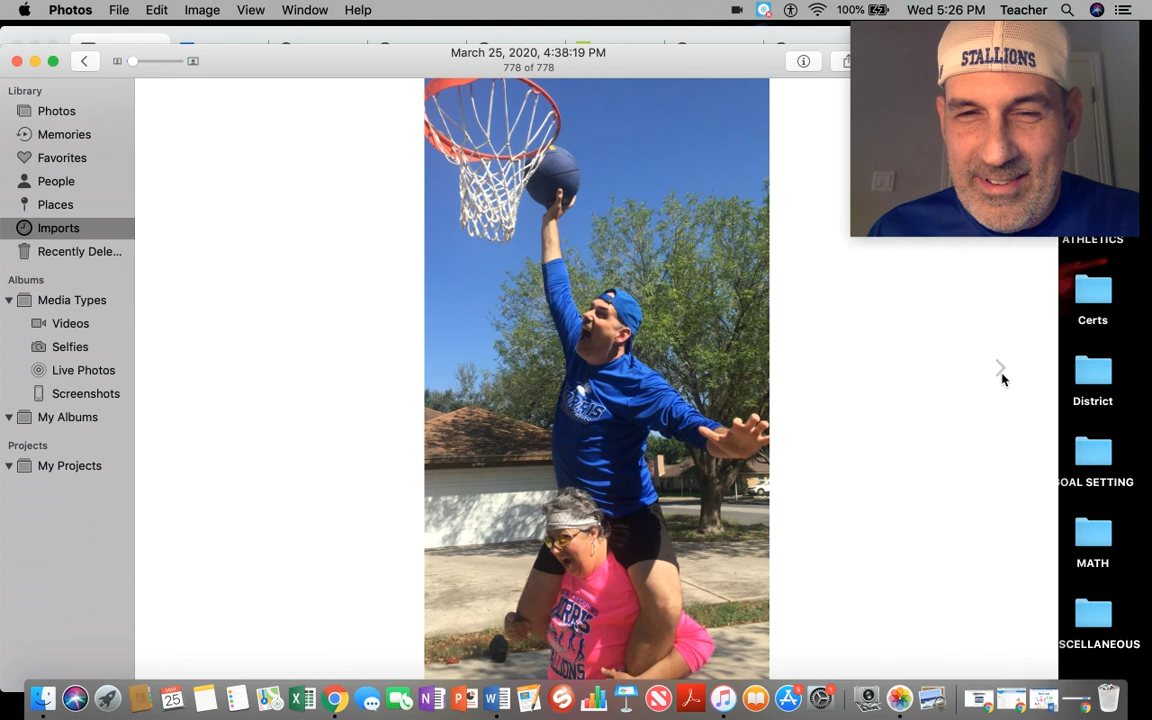 Photos File Edit Image View Window Help 100% Wed 5:26 PM Teacher
March 25, 2020, 4:38:19 PM
778 of 778
Library
Photos
Memories
Favorites
People
Places
Imports
Recently Dele...
Albums
Media Types
Videos
Selfies
Live Photos
Screenshots
My Albums
Projects
My Projects
STALLIONS
ATHLETICS
Certs
District
GOAL SETTING
MATH
SCELLANEOUS
MAR
25